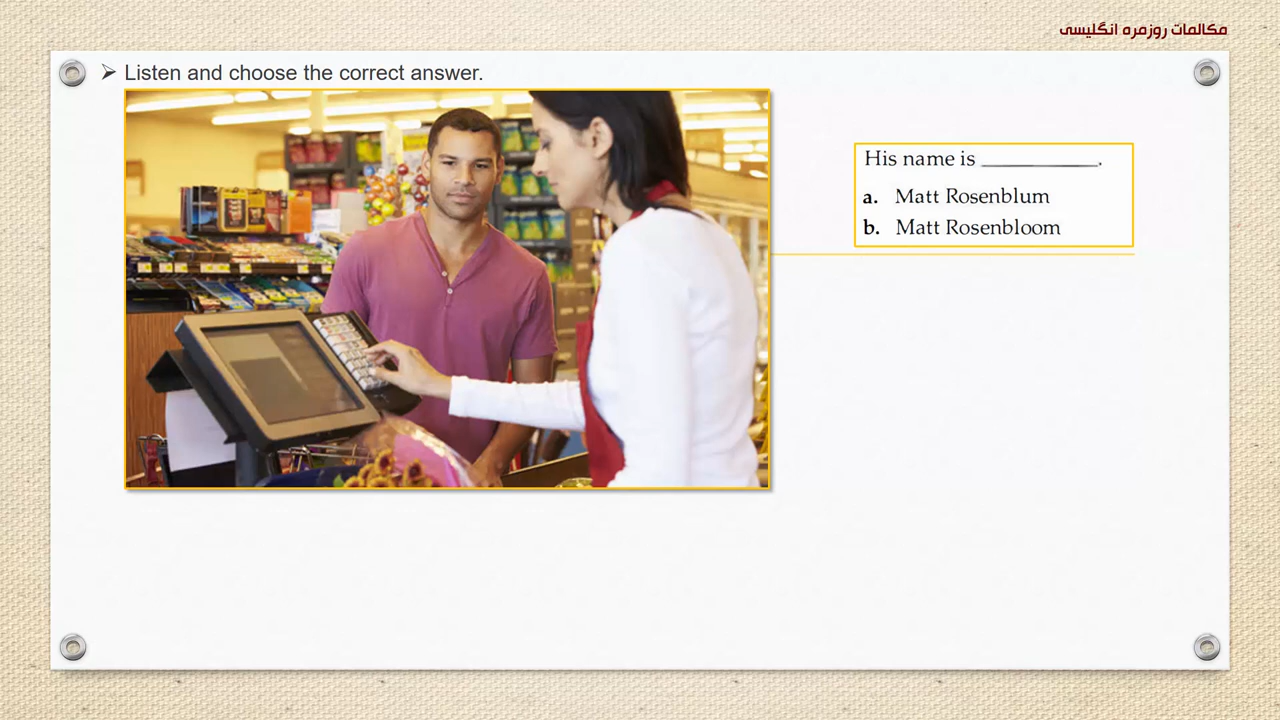 مکالمات روزمره انگلیسی
➢ Listen and choose the correct answer.
His name is ___________.
a. Matt Rosenblum
b. Matt Rosenbloom